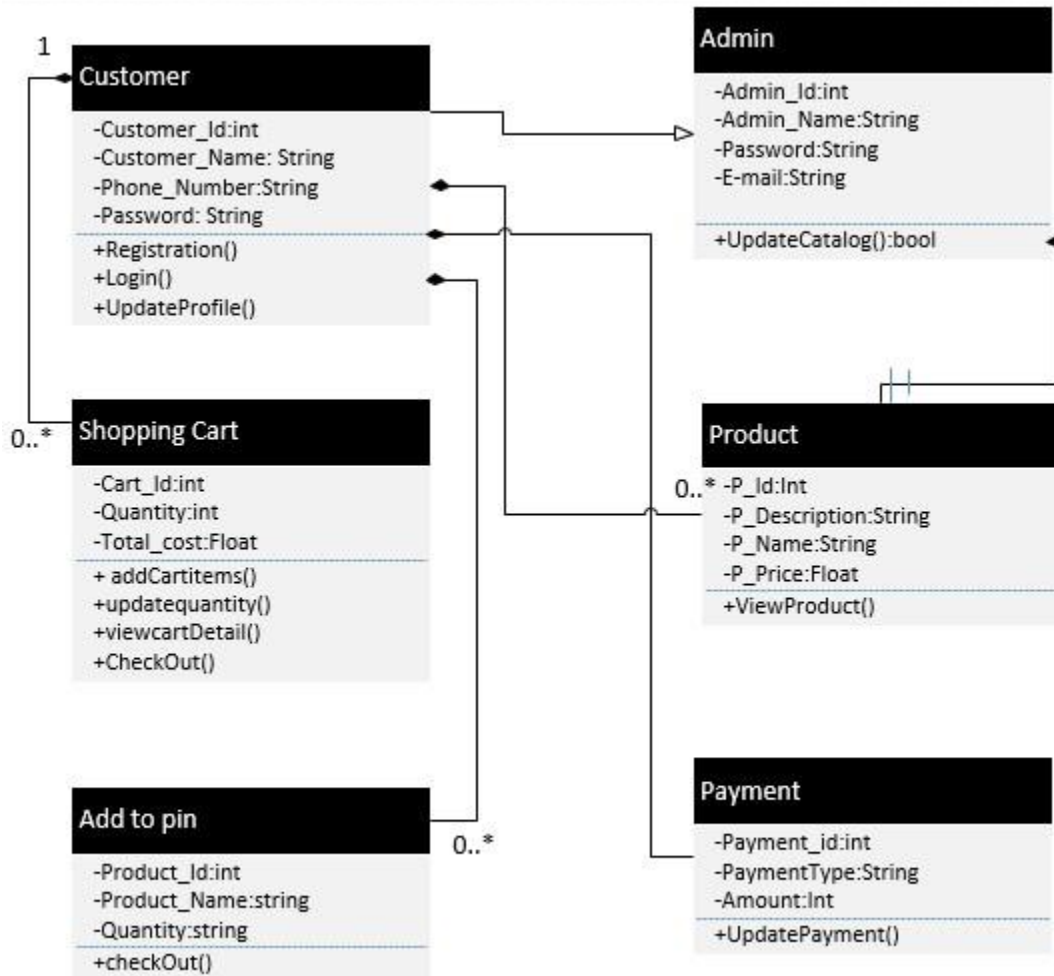 1
Customer
-Customer_Id:int
-Customer_Name: String
-Phone_Number:String
-Password: String
+Registration()
+Login()
+UpdateProfile()
Admin
-Admin_Id:int
-Admin_Name:String
-Password:String
-E-mail:String
+UpdateCatalog():bool
0..*
Shopping Cart
-Cart_Id:int
-Quantity:int
-Total_cost:Float
+ addCartitems()
+updatequantity()
+viewcartDetail()
+CheckOut()
Product
0..*
-P_Id:Int
-P_Description:String
-P_Name:String
-P_Price:Float
+ViewProduct()
Add to pin
0..*
-Product_Id:int
-Product_Name:string
-Quantity:string
+checkOut()
Payment
-Payment_id:int
-PaymentType:String
-Amount:Int
+UpdatePayment()